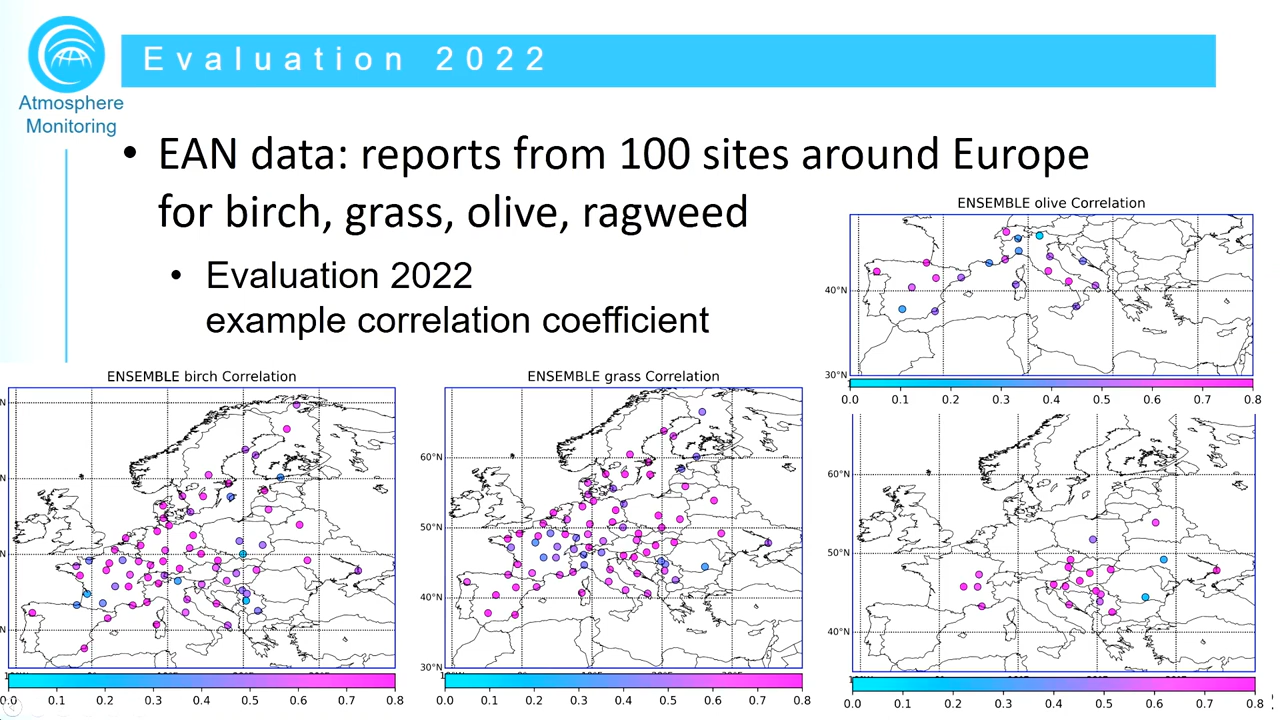 Evaluation 2022
Atmosphere
Monitoring
• EAN data: reports from 100 sites around Europe
for birch, grass, olive, ragweed
• Evaluation 2022
example correlation coefficient
ENSEMBLE olive Correlation
40°N
30°N
0.0 0.1 0.2 0.3 0.4 0.5 0.6 0.7 0.8
ENSEMBLE birch Correlation
0.0 0.1 0.2 0.3 0.4 0.5 0.6 0.7 0.8
ENSEMBLE grass Correlation
60°N
50°N
40°N
30°N
0.0 0.1 0.2 0.3 0.4 0.5 0.6 0.7 0.8
60°N
50°N
40°N
0.0 0.1 0.2 0.3 0.4 0.5 0.6 0.7 0.8